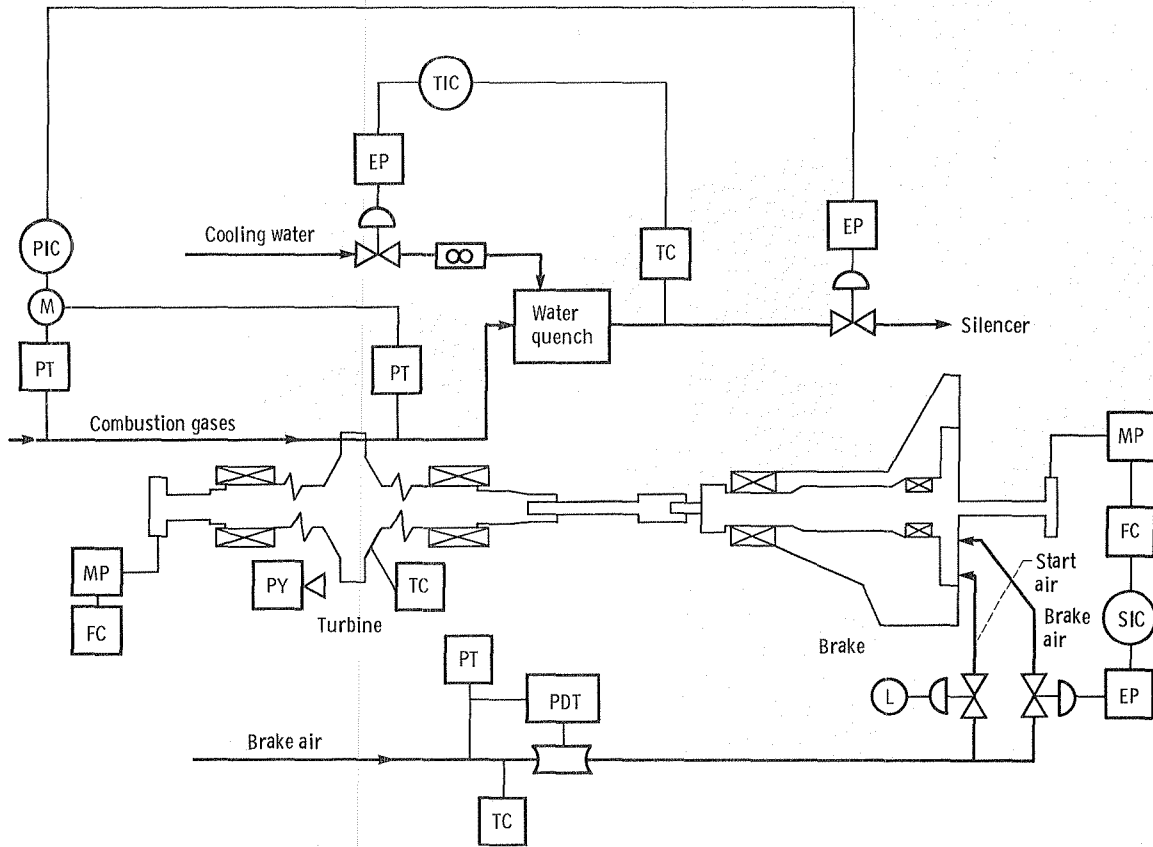 TIC
EP
PIC
Cooling water
EP
TC
M
Water
quench
Silencer
PT
PT
Combustion gases
MP
MP
FC
PY
TC
Start
air
FC
Turbine
Brake
Brake
air
SIC
PT
PDT
L
EP
Brake air
TC